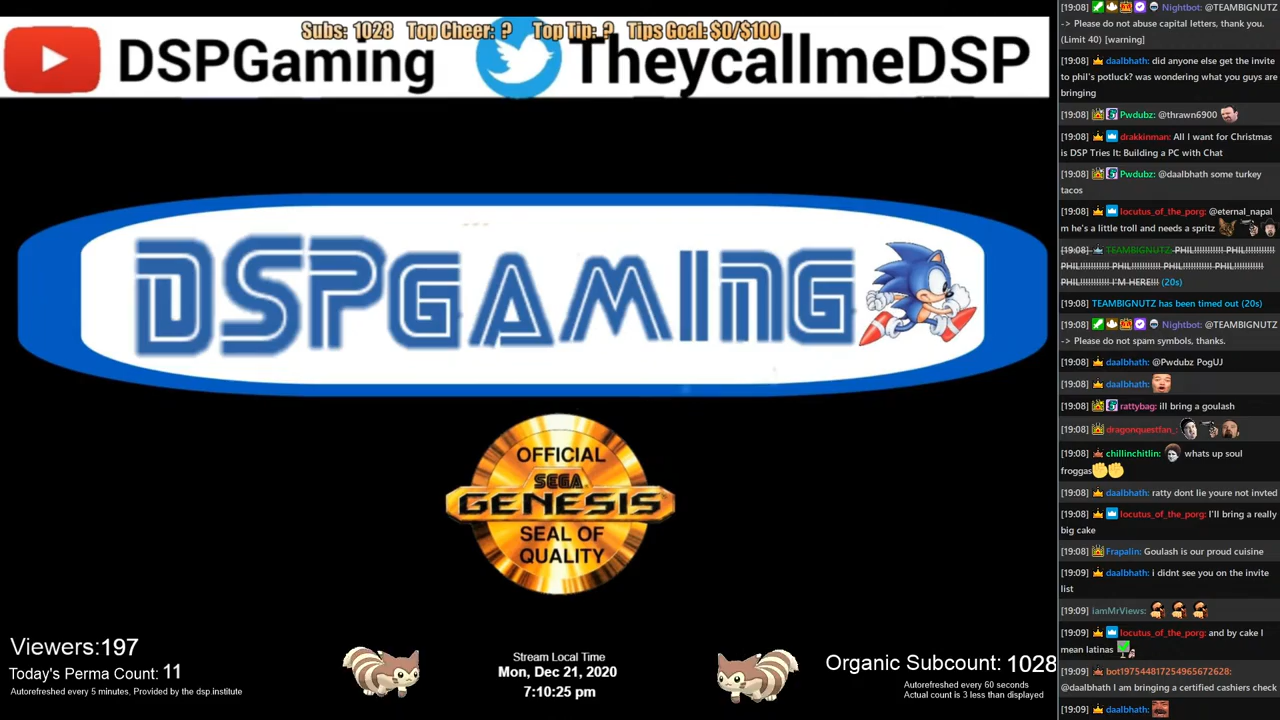 Subs: 1028 Top Cheer: ? Top Tip: ? Tips Goal: $0/$100
DSPGaming TheycallmeDSP
DSPGAMING
OFFICIAL
SEGA
GENESIS
SEAL OF
QUALITY
Viewers:197
Today's Perma Count: 11
Autorefreshed every 5 minutes, Provided by the dsp.institute
Stream Local Time
Mon, Dec 21, 2020
7:10:25 pm
Organic Subcount: 1028
Autorefreshed every 60 seconds
Actual count is 3 less than displayed
[19:08] Nightbot: @TEAMBIGNUTZ
-> Please do not abuse capital letters, thank you.
(Limit 40) [warning]
[19:08] daalbhath: did anyone else get the invite
to phil's potluck? was wondering what you guys are
bringing
[19:08] Pwdubz: @thrawn6900
[19:08] drakkinman: All I want for Christmas
is DSP Tries It: Building a PC with Chat
[19:08] Pwdubz: @daalbhath some turkey
tacos
[19:08] locutus_of_the_porg: @eternal_napal
m he's a little troll and needs a spritz
[19:08] TEAMBIGNUTZ: PHIL!!!!!!!!!!! PHIL!!!!!!!!!!!
PHIL!!!!!!!!!!! PHIL!!!!!!!!!!! PHIL!!!!!!!!!!! PHIL!!!!!!!!!!!
PHIL!!!!!!!!!!! I'M HERE!!! (20s)
[19:08] TEAMBIGNUTZ has been timed out (20s)
[19:08] Nightbot: @TEAMBIGNUTZ
-> Please do not spam symbols, thanks.
[19:08] daalbhath: @Pwdubz PogUJ
[19:08] daalbhath:
[19:08] rattybag: ill bring a goulash
[19:08] dragonquestfan_:
[19:08] chillinchitlin: whats up soul
froggas
[19:08] daalbhath: ratty dont lie youre not invted
[19:08] locutus_of_the_porg: I'll bring a really
big cake
[19:08] Frapalin: Goulash is our proud cuisine
[19:09] daalbhath: i didnt see you on the invite
list
[19:09] iamMrViews:
[19:09] locutus_of_the_porg: and by cake I
mean latinas
[19:09] bot19754481725496567262​8:
@daalbhath I am bringing a certified cashiers check
[19:09] daalbhath: